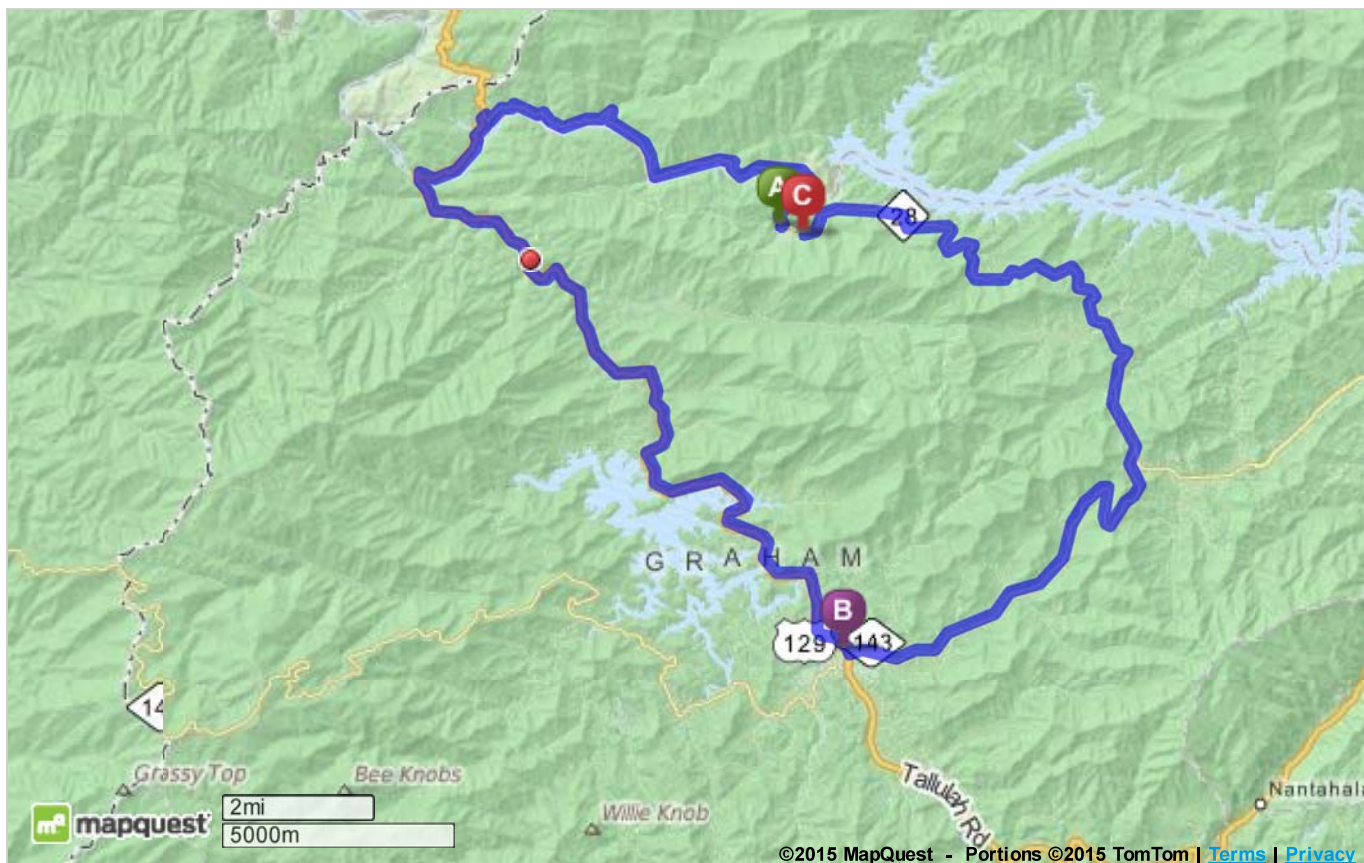 A
C
28
G R A H A M
B
129
143
14
Grassy Top
Bee Knobs
Willie Knob
Tallulah Rd
Nantahala
mapquest
2mi
5000m
©2015 MapQuest - Portions ©2015 TomTom | Terms | Privacy